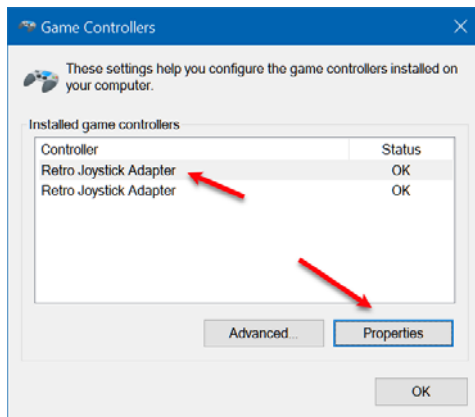 Game Controllers
These settings help you configure the game controllers installed on
your computer.
Installed game controllers
Controller Status
Retro Joystick Adapter OK
Retro Joystick Adapter OK
Advanced... Properties
OK